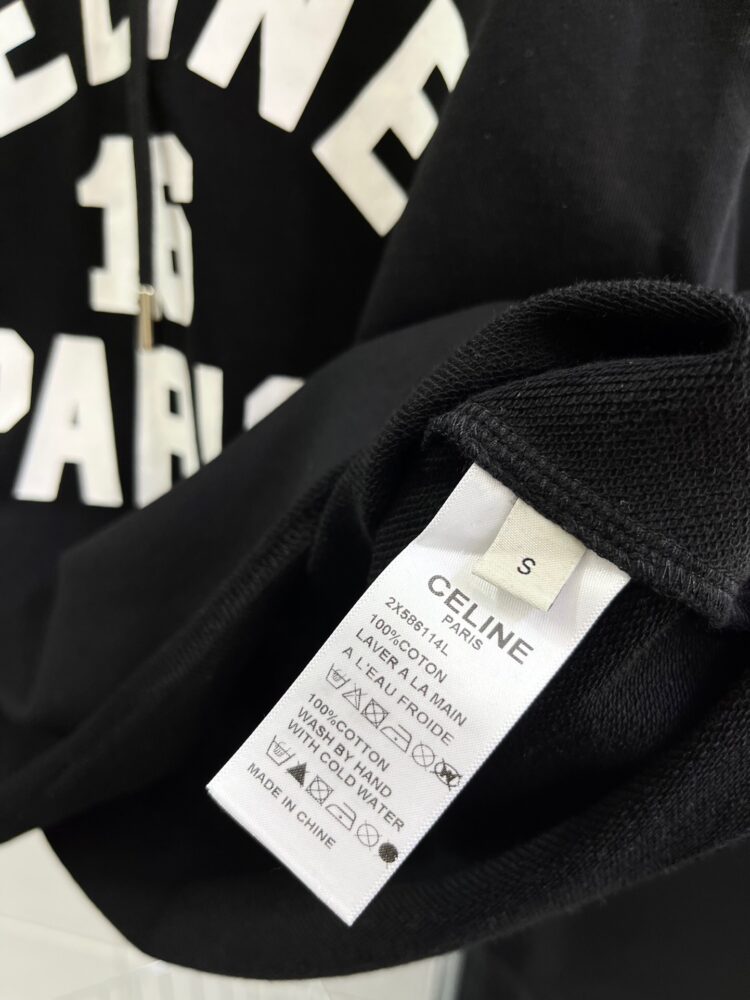 ELINE
16
PARIS
S
CELINE
PARIS
2X586114L
100%COTON
LAVER A LA MAIN
A L'EAU FROIDE
100%COTTON
WASH BY HAND
WITH COLD WATER
MADE IN CHINE